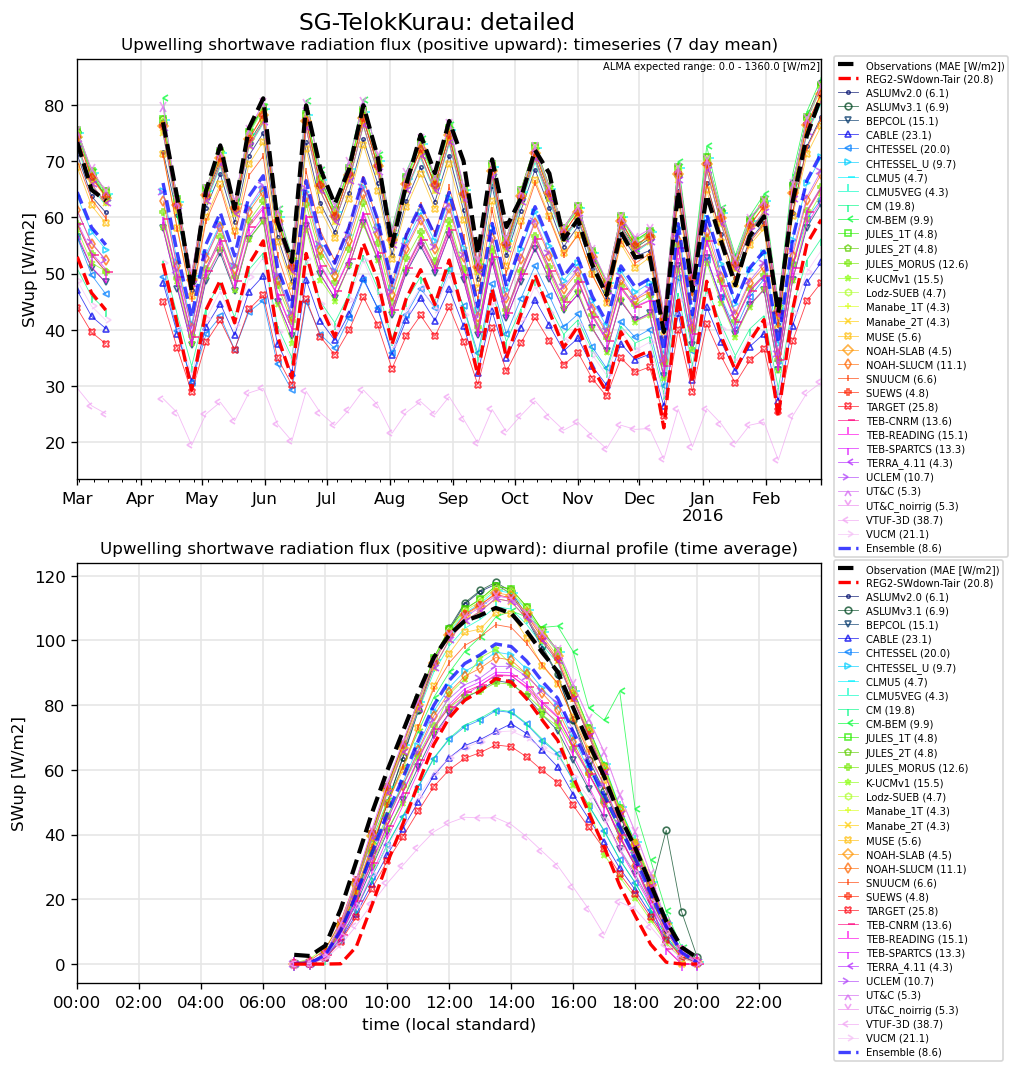 SG-TelokKurau: detailed
Upwelling shortwave radiation flux (positive upward): timeseries (7 day mean)
ALMA expected range: 0.0 - 1360.0 [W/m2]
SWup [W/m2]
80
70
60
50
40
30
20
Mar Apr May Jun Jul Aug Sep Oct Nov Dec Jan Feb
2016
Observations (MAE [W/m2])
REG2-SWdown-Tair (20.8)
ASLUMv2.0 (6.1)
ASLUMv3.1 (6.9)
BEPCOL (15.1)
CABLE (23.1)
CHTESSEL (20.0)
CHTESSEL_U (9.7)
CLMU5 (4.7)
CLMU5VEG (4.3)
CM (19.8)
CM-BEM (9.9)
JULES_1T (4.8)
JULES_2T (4.8)
JULES_MORUS (12.6)
K-UCMv1 (15.5)
Lodz-SUEB (4.7)
Manabe_1T (4.3)
Manabe_2T (4.3)
MUSE (5.6)
NOAH-SLAB (4.5)
NOAH-SLUCM (11.1)
SNUUCM (6.6)
SUEWS (4.8)
TARGET (25.8)
TEB-CNRM (13.6)
TEB-READING (15.1)
TEB-SPARTCS (13.3)
TERRA_4.11 (4.3)
UCLEM (10.7)
UT&C (5.3)
UT&C_noirrig (5.3)
VTUF-3D (38.7)
VUCM (21.1)
Ensemble (8.6)
Upwelling shortwave radiation flux (positive upward): diurnal profile (time average)
SWup [W/m2]
120
100
80
60
40
20
0
00:00 02:00 04:00 06:00 08:00 10:00 12:00 14:00 16:00 18:00 20:00 22:00
time (local standard)
Observation (MAE [W/m2])
REG2-SWdown-Tair (20.8)
ASLUMv2.0 (6.1)
ASLUMv3.1 (6.9)
BEPCOL (15.1)
CABLE (23.1)
CHTESSEL (20.0)
CHTESSEL_U (9.7)
CLMU5 (4.7)
CLMU5VEG (4.3)
CM (19.8)
CM-BEM (9.9)
JULES_1T (4.8)
JULES_2T (4.8)
JULES_MORUS (12.6)
K-UCMv1 (15.5)
Lodz-SUEB (4.7)
Manabe_1T (4.3)
Manabe_2T (4.3)
MUSE (5.6)
NOAH-SLAB (4.5)
NOAH-SLUCM (11.1)
SNUUCM (6.6)
SUEWS (4.8)
TARGET (25.8)
TEB-CNRM (13.6)
TEB-READING (15.1)
TEB-SPARTCS (13.3)
TERRA_4.11 (4.3)
UCLEM (10.7)
UT&C (5.3)
UT&C_noirrig (5.3)
VTUF-3D (38.7)
VUCM (21.1)
Ensemble (8.6)